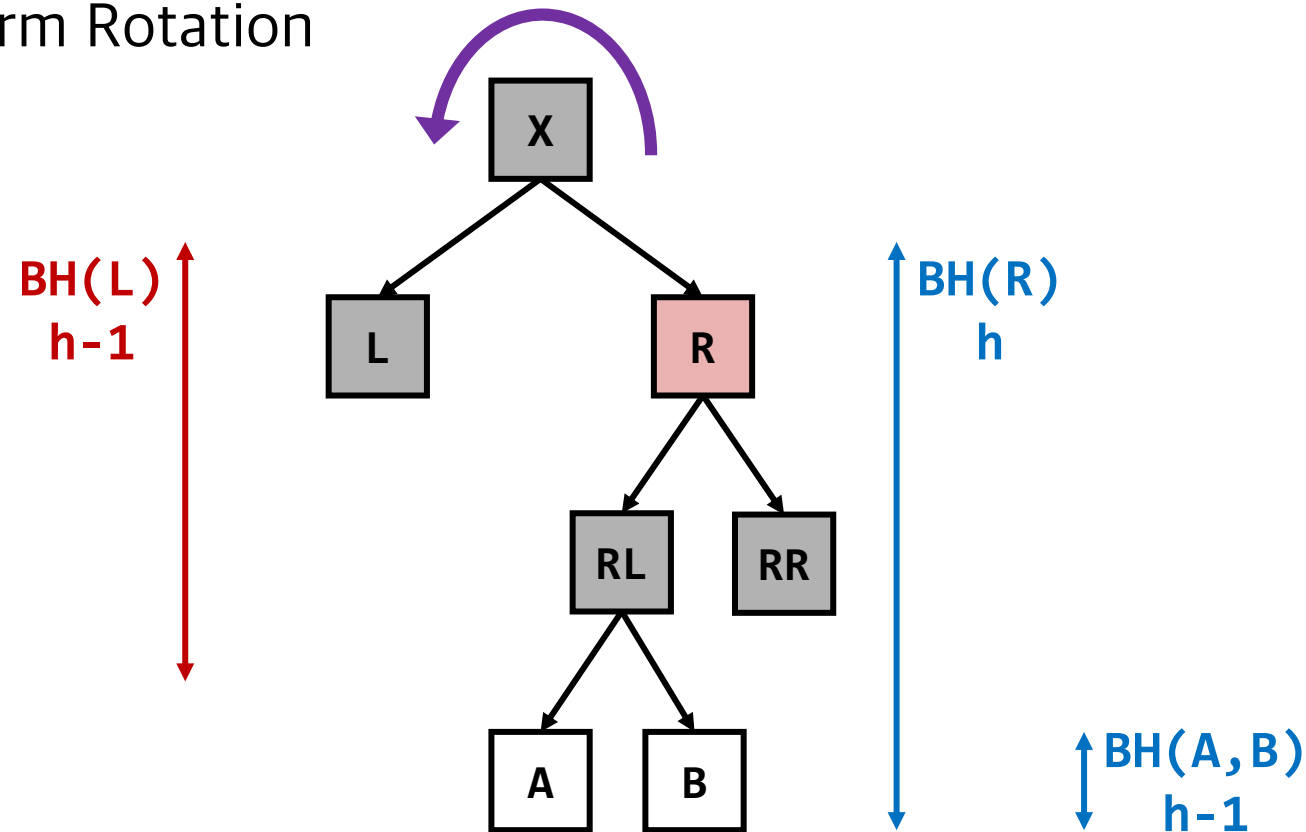 rm Rotation
X
BH(L)
h-1
L
R
BH(R)
h
RL
RR
A
B
BH(A,B)
h-1